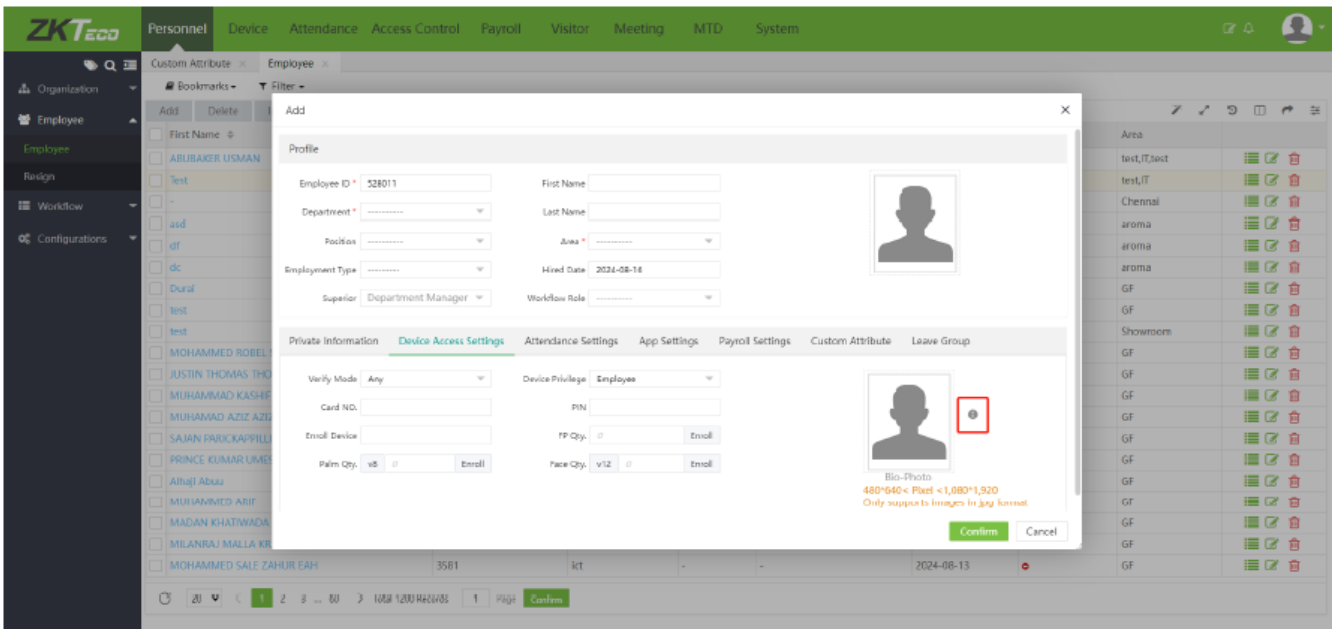 ZKTeco
Personnel Device Attendance Access Control Payroll Visitor Meeting MTD System
Custom Attribute × Employee ×
Bookmarks Filter
Organization
Employee
Employee
Resign
Workflow
Configurations
Add Delete
First Name Area
ABUBAKER USMAN test,IT,test
Test test,IT
- Chennai
asd aroma
df aroma
dc aroma
Durai GF
test GF
test Showroom
MOHAMMED ROBEL GF
JUSTIN THOMAS THO GF
MUHAMMAD KASHIF GF
MUHAMAD AZIZ AZIZ GF
SAJAN PARICKAPPILL GF
PRINCE KUMAR UMES GF
Alhaji Abuu GF
MUHAMMED ARIF GF
MADAN KHATIWADA GF
MILANRAJ MALLA KR GF
MOHAMMED SALE ZAHUR EAH 3581 ict - - 2024-08-13 GF
20 1 2 3 ... 60 Total 1200 Records 1 Page Confirm
Add ×
Profile
Employee ID * 528011 First Name
Department * ---------- Last Name
Position ---------- Area * ----------
Employment Type --------- Hired Date 2024-08-14
Superior Department Manager Workflow Role ----------
Private Information Device Access Settings Attendance Settings App Settings Payroll Settings Custom Attribute Leave Group
Verify Mode Any Device Privilege Employee
Card NO. PIN
Enroll Device FP Qty. 0 Enroll
Palm Qty. v8 0 Enroll Face Qty. v12 0 Enroll
Bio-Photo
480*640< Pixel <1,080*1,920
Only supports images in jpg format
Confirm Cancel